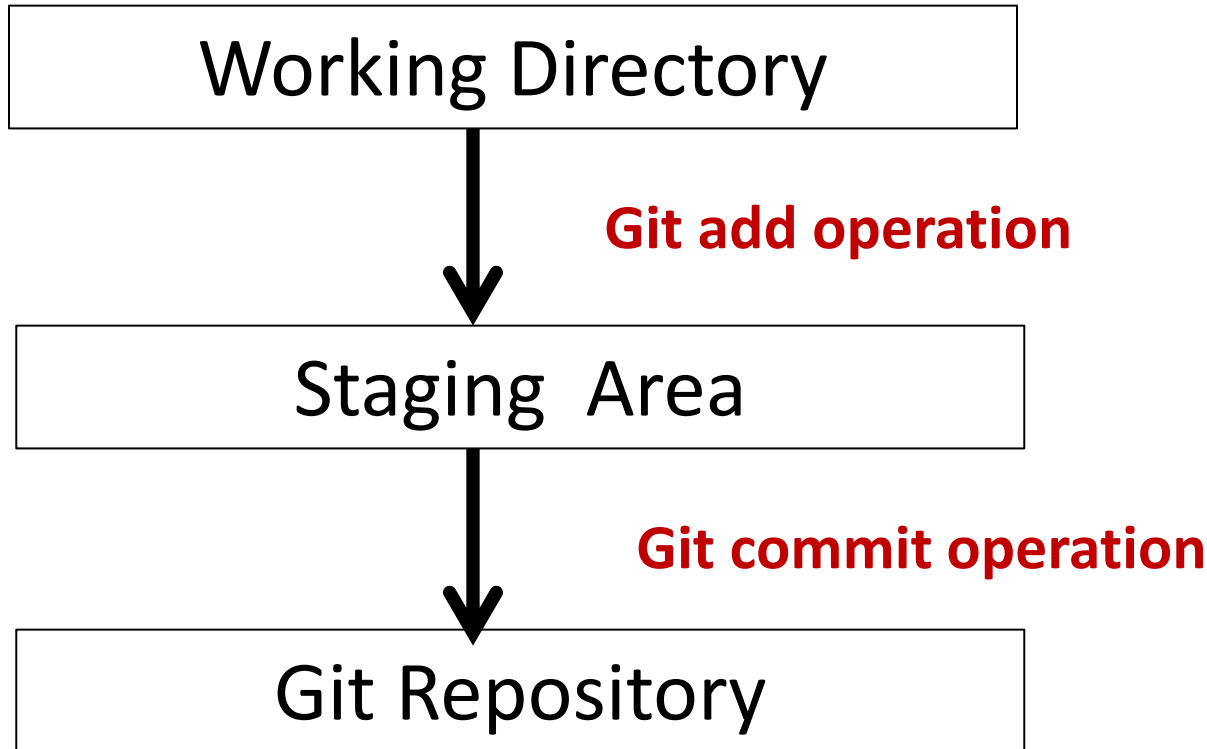 Working Directory
Git add operation
Staging  Area
Git commit operation
Git Repository